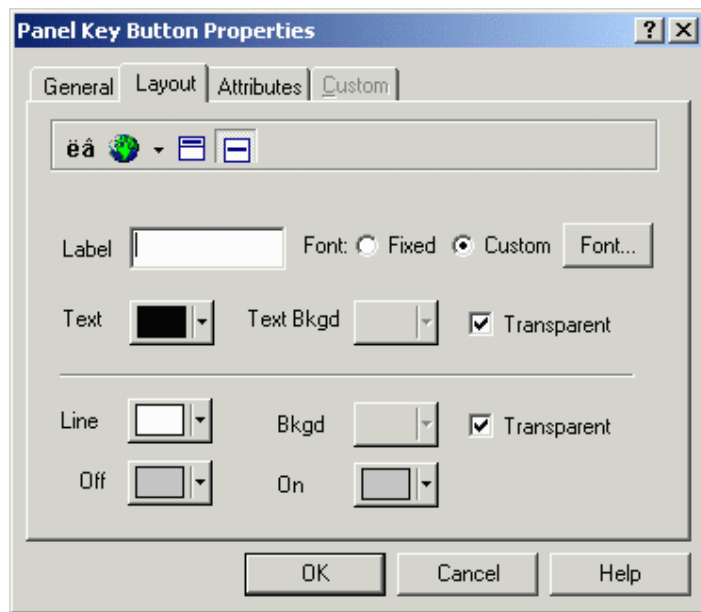 Panel Key Button Properties
General Layout Attributes Custom
ëâ
Label Font: Fixed Custom Font...
Text Text Bkgd Transparent
Line Bkgd Transparent
Off On
OK Cancel Help